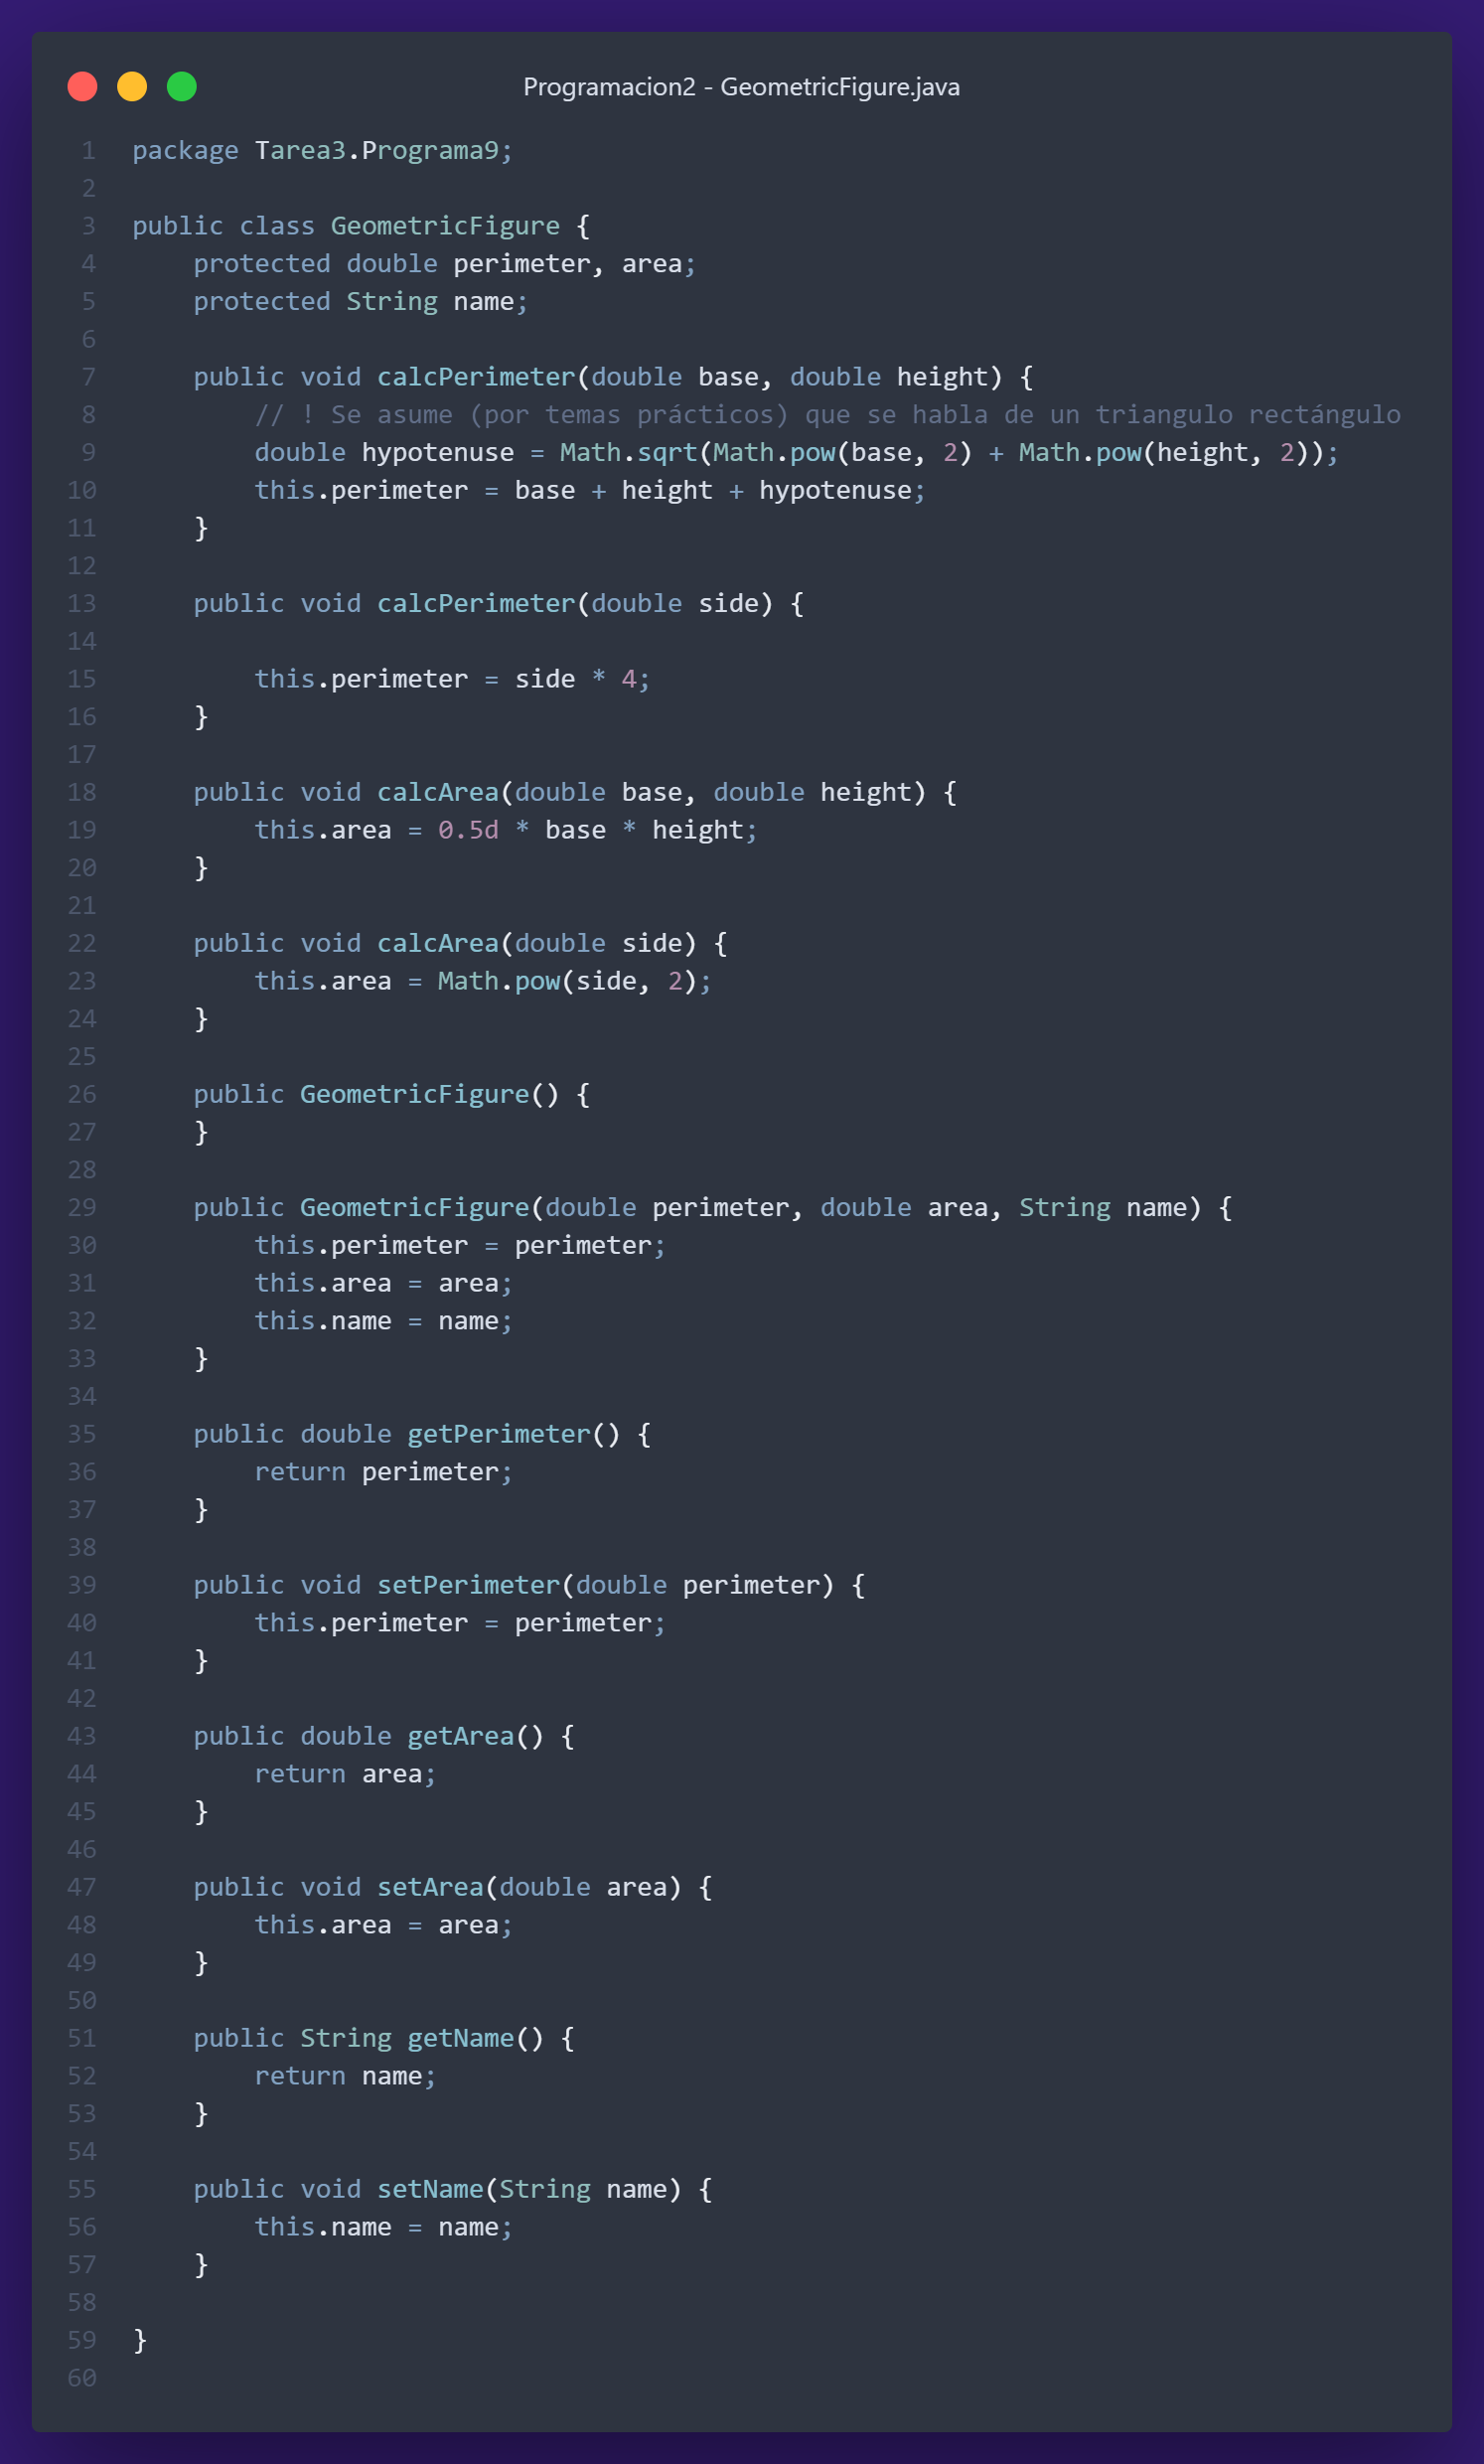 Programacion2 - GeometricFigure.java
1 package Tarea3.Programa9;
2
3 public class GeometricFigure {
4     protected double perimeter, area;
5     protected String name;
6
7     public void calcPerimeter(double base, double height) {
8         // ! Se asume (por temas prácticos) que se habla de un triangulo rectángulo
9         double hypotenuse = Math.sqrt(Math.pow(base, 2) + Math.pow(height, 2));
10         this.perimeter = base + height + hypotenuse;
11     }
12
13     public void calcPerimeter(double side) {
14
15         this.perimeter = side * 4;
16     }
17
18     public void calcArea(double base, double height) {
19         this.area = 0.5d * base * height;
20     }
21
22     public void calcArea(double side) {
23         this.area = Math.pow(side, 2);
24     }
25
26     public GeometricFigure() {
27     }
28
29     public GeometricFigure(double perimeter, double area, String name) {
30         this.perimeter = perimeter;
31         this.area = area;
32         this.name = name;
33     }
34
35     public double getPerimeter() {
36         return perimeter;
37     }
38
39     public void setPerimeter(double perimeter) {
40         this.perimeter = perimeter;
41     }
42
43     public double getArea() {
44         return area;
45     }
46
47     public void setArea(double area) {
48         this.area = area;
49     }
50
51     public String getName() {
52         return name;
53     }
54
55     public void setName(String name) {
56         this.name = name;
57     }
58
59 }
60